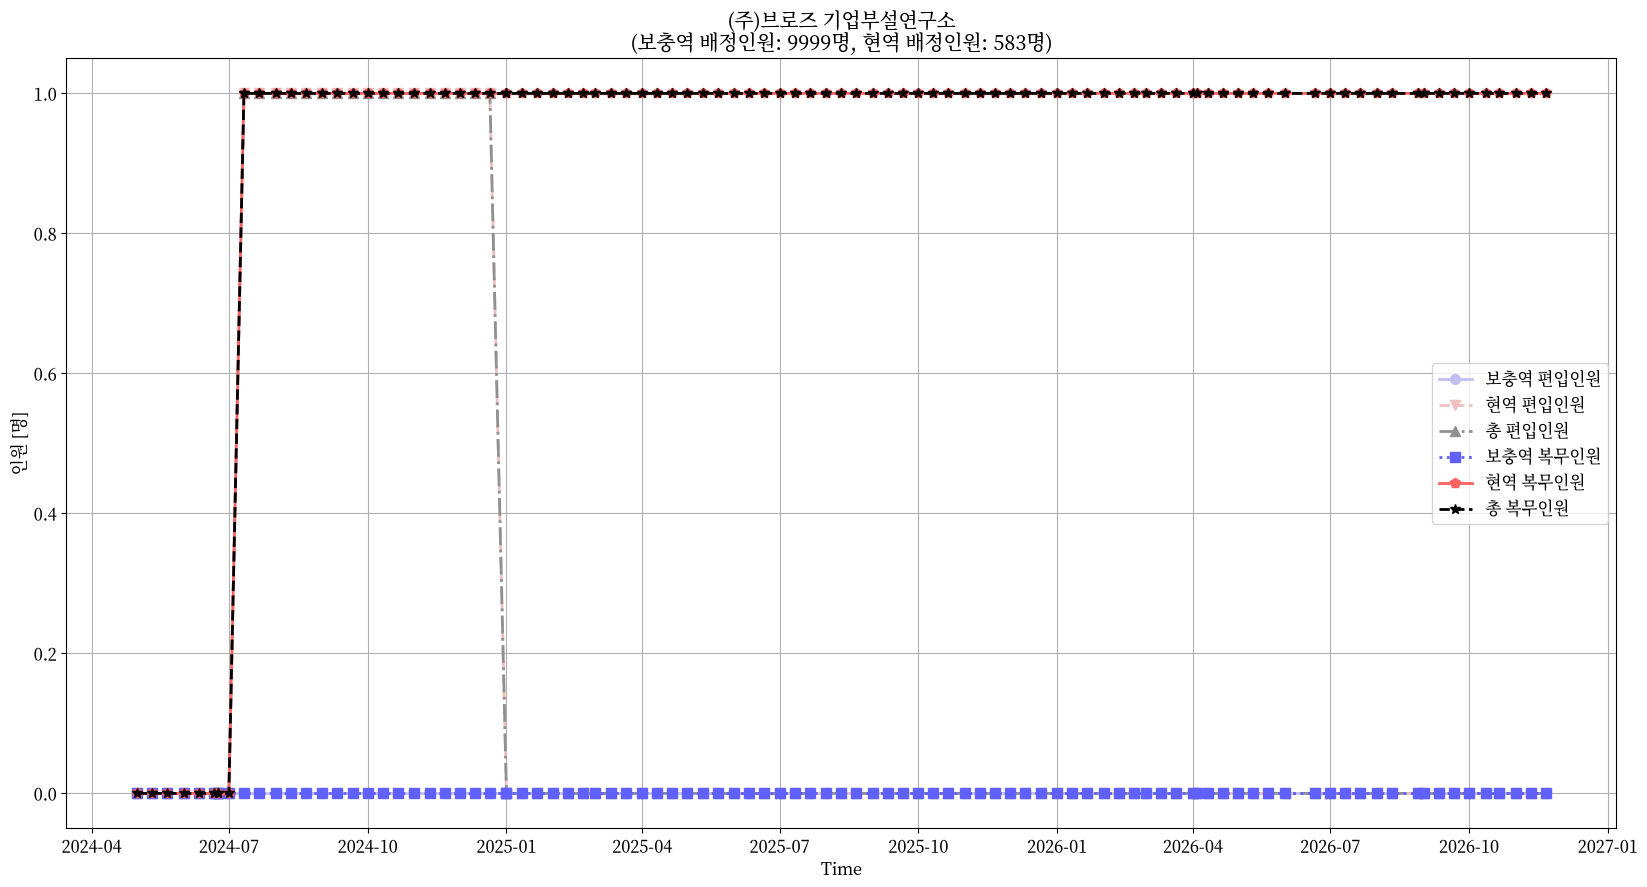 (주)브로즈 기업부설연구소
(보충역 배정인원: 9999명, 현역 배정인원: 583명)
인원 [명]
1.0
0.8
0.6
0.4
0.2
0.0
보충역 편입인원
현역 편입인원
총 편입인원
보충역 복무인원
현역 복무인원
총 복무인원
2024-04 2024-07 2024-10 2025-01 2025-04 2025-07 2025-10 2026-01 2026-04 2026-07 2026-10 2027-01
Time